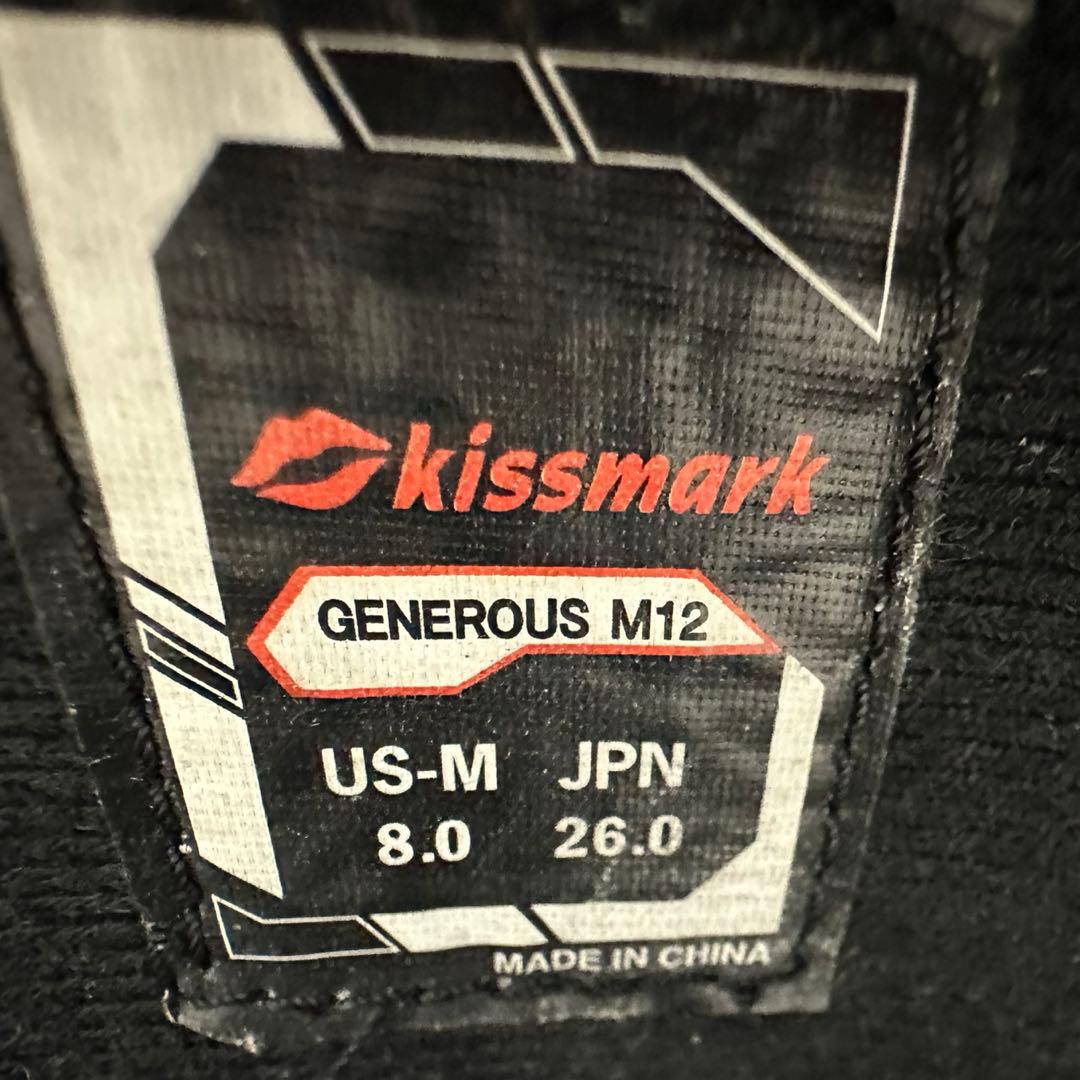 kissmark
GENEROUS M12
US-M JPN
8.0 26.0
MADE IN CHINA